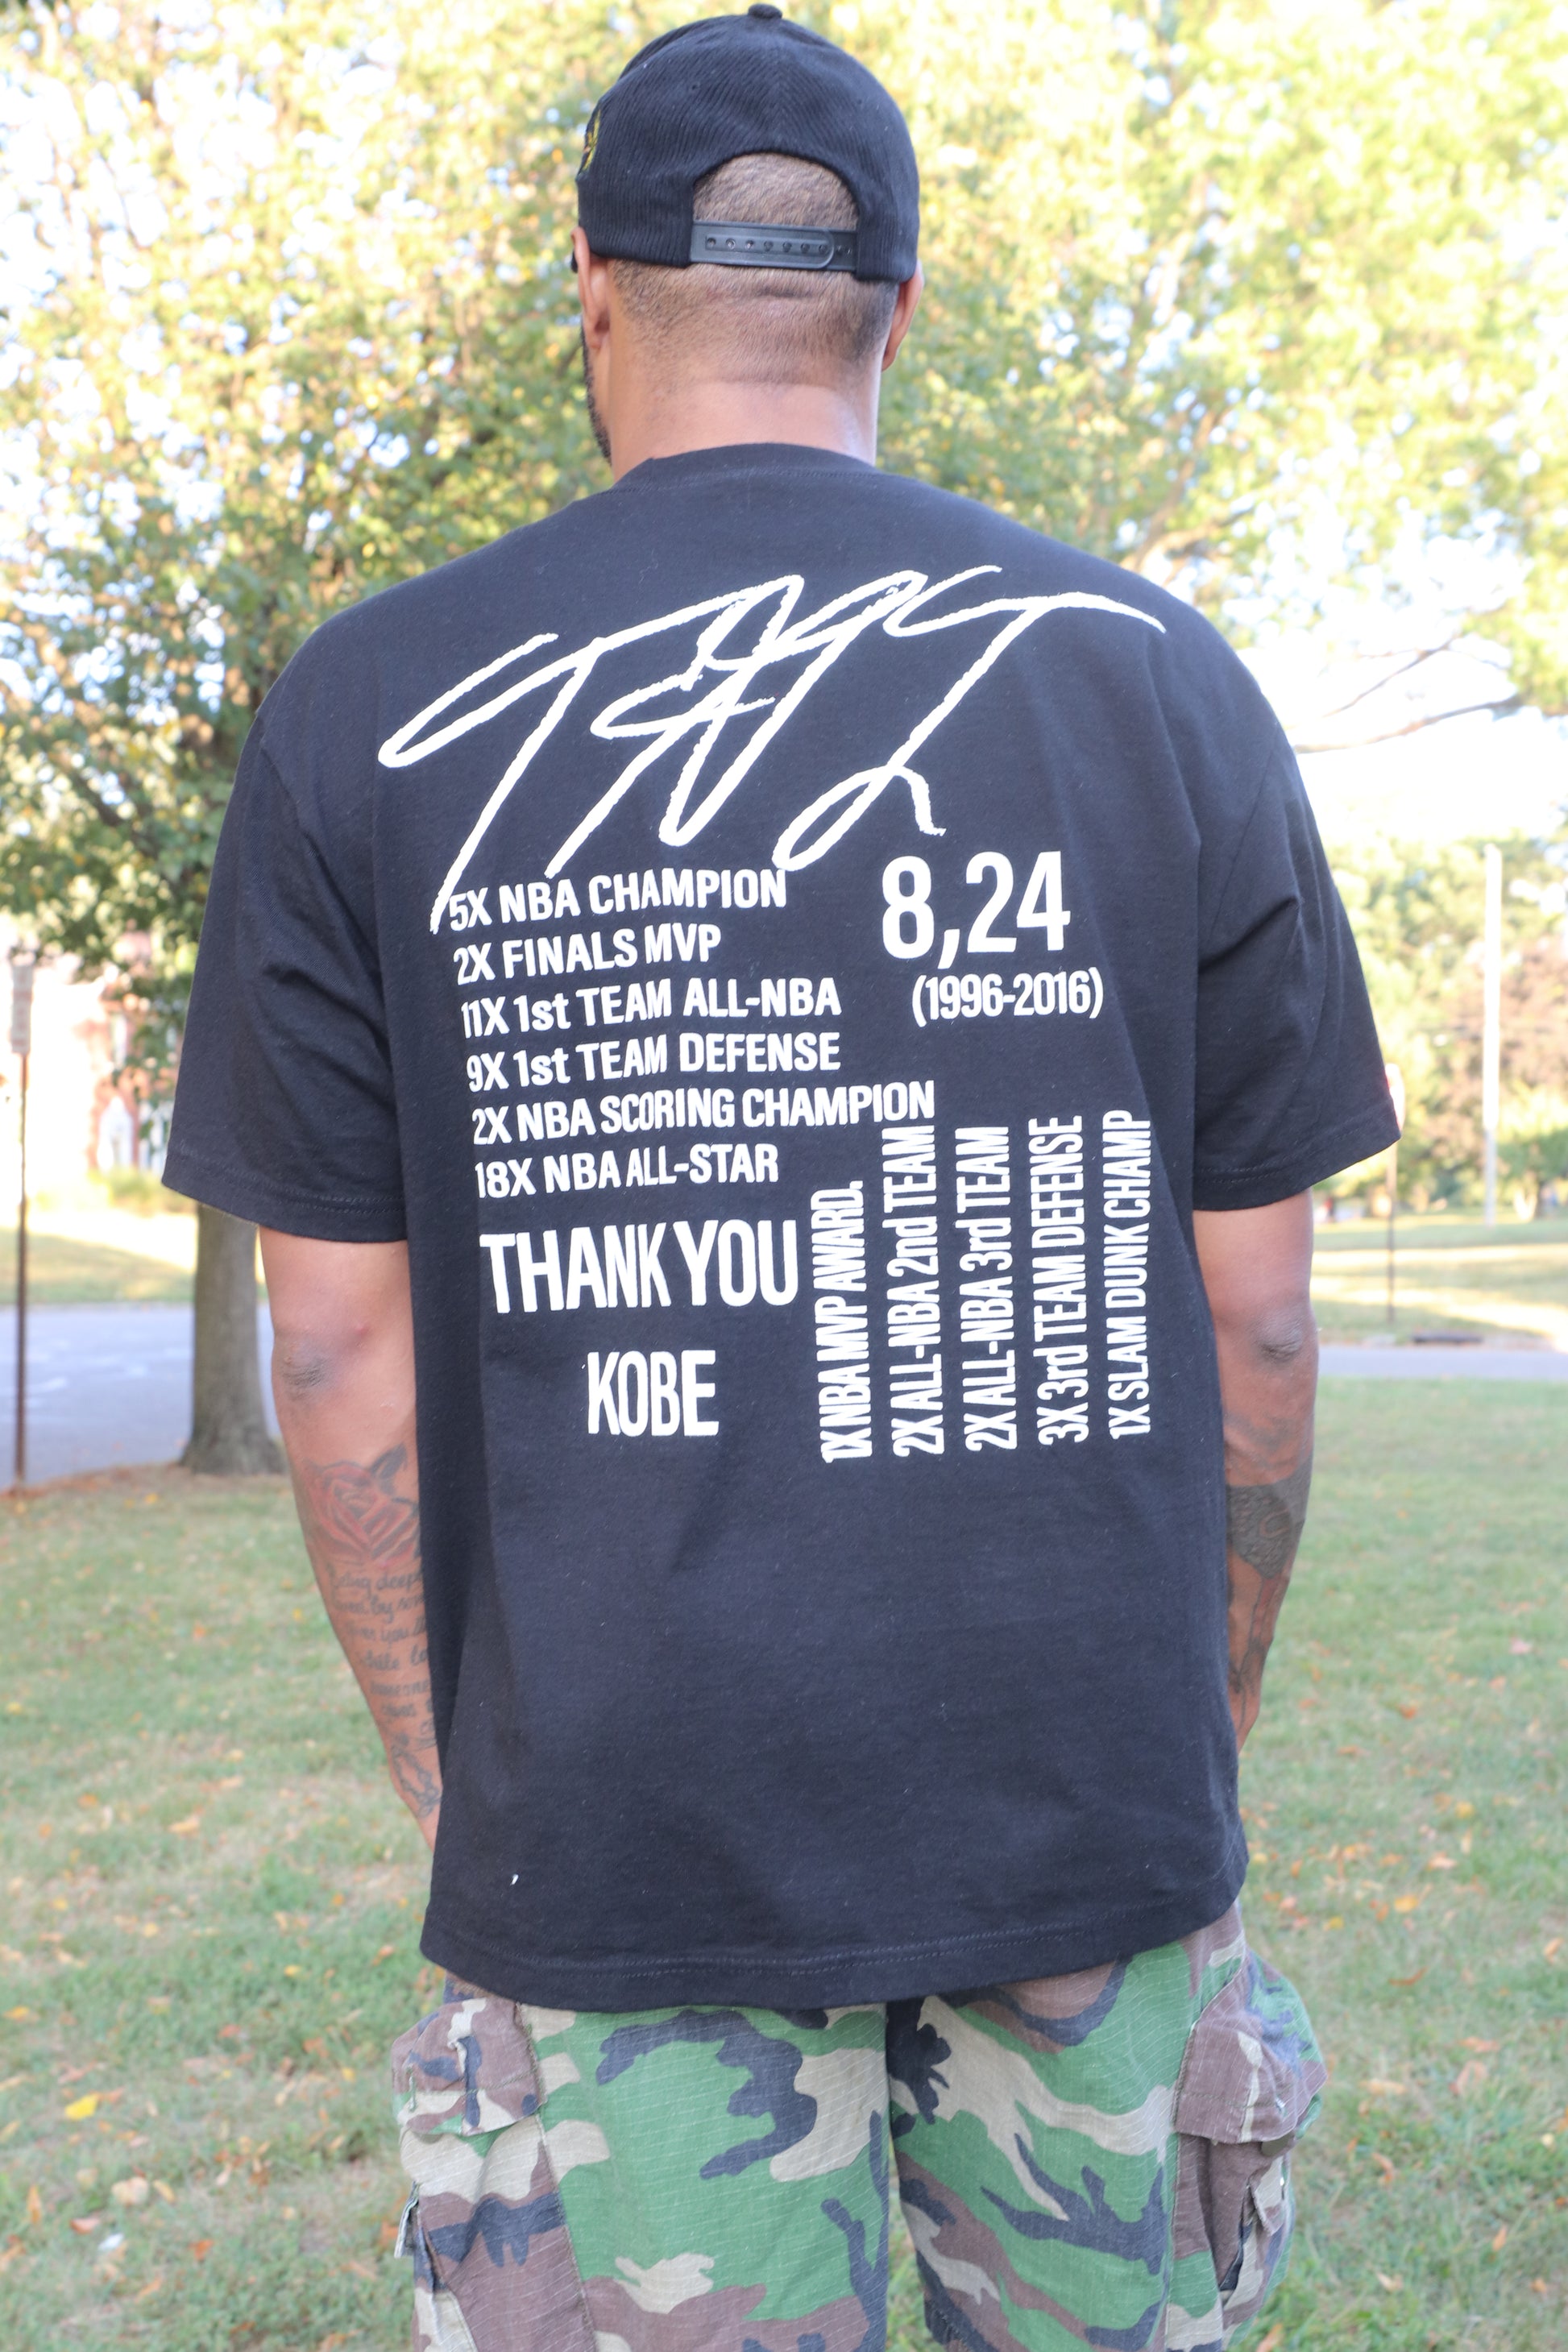 5X NBA CHAMPION
2X FINALS MVP
11X 1st TEAM ALL-NBA
9X 1st TEAM DEFENSE
2X NBA SCORING CHAMPION
18X NBA ALL-STAR
8,24
(1996-2016)
THANK YOU
KOBE
1X NBA MVP AWARD.
2X ALL-NBA 2nd TEAM
2X ALL-NBA 3rd TEAM
3X 3rd TEAM DEFENSE
1X SLAM DUNK CHAMP